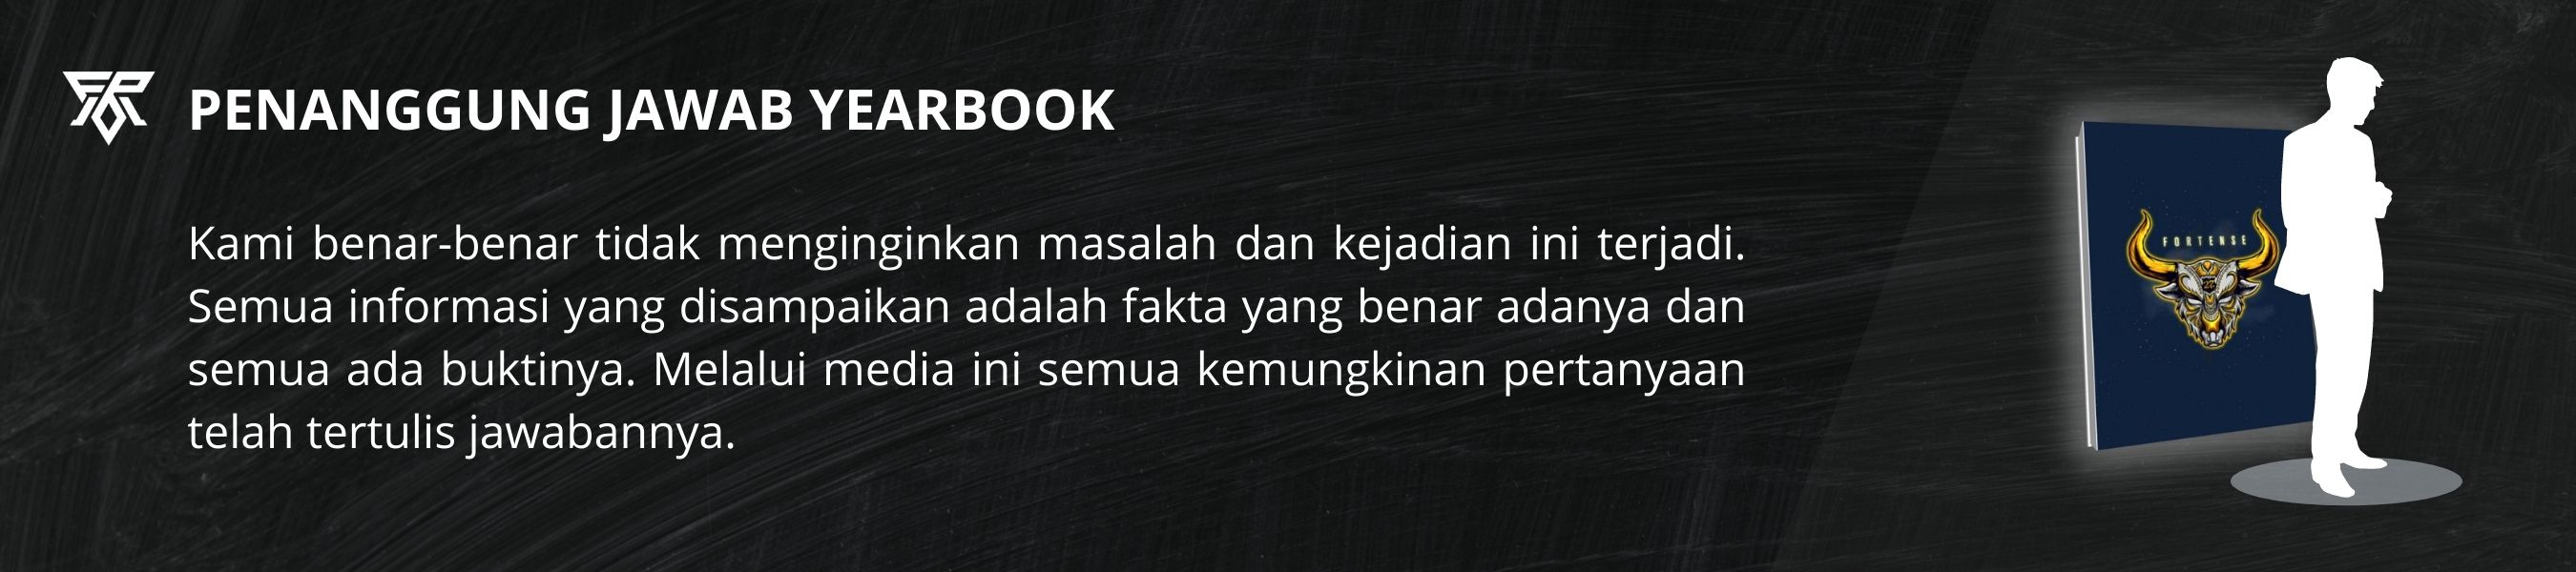 PENANGGUNG JAWAB YEARBOOK
Kami benar-benar tidak menginginkan masalah dan kejadian ini terjadi.
Semua informasi yang disampaikan adalah fakta yang benar adanya dan
semua ada buktinya. Melalui media ini semua kemungkinan pertanyaan
telah tertulis jawabannya.
FORTENSE